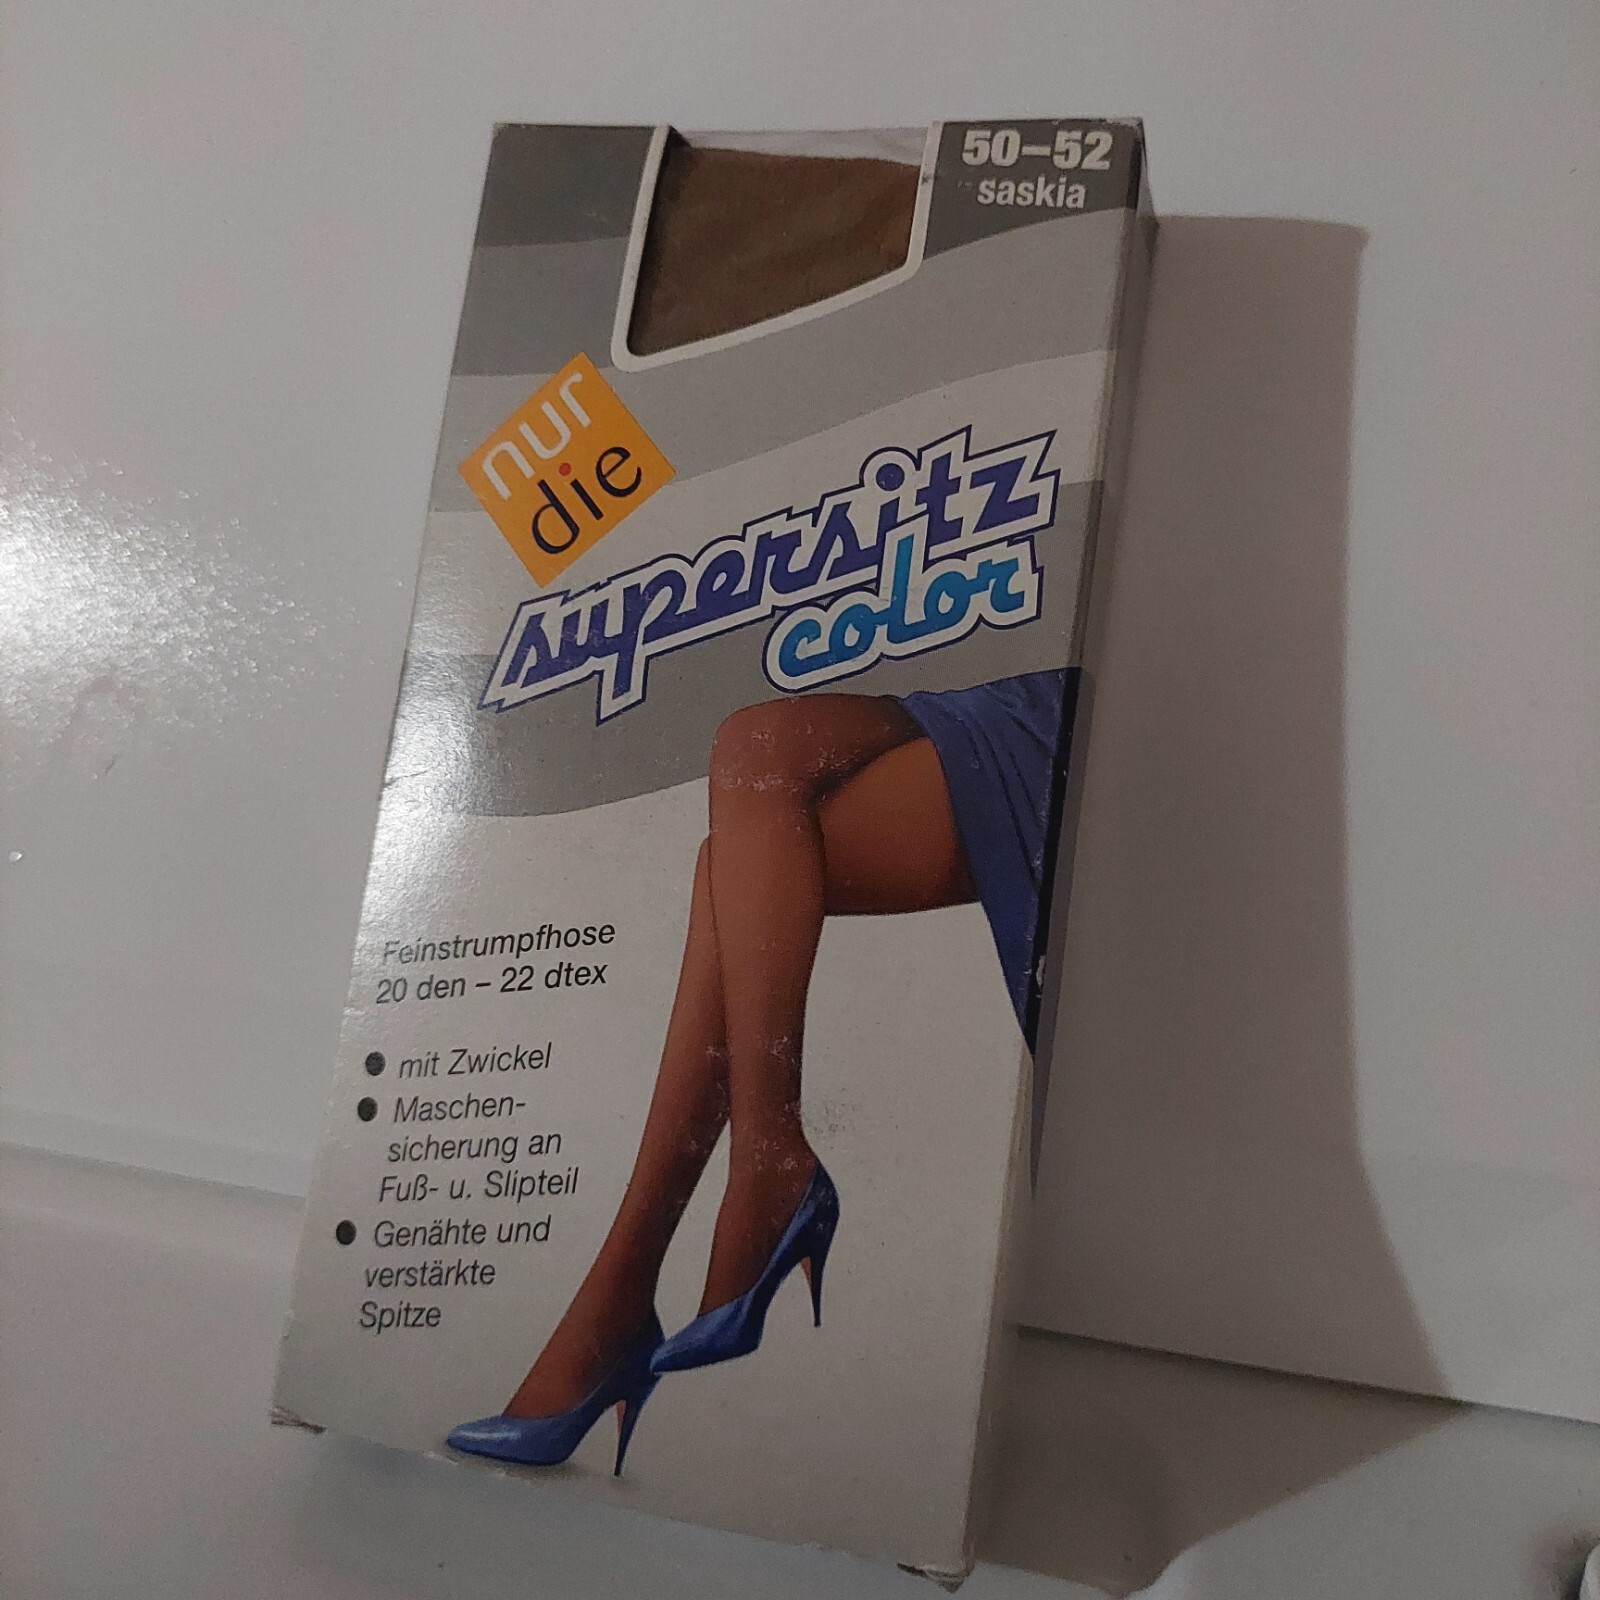 50–52
saskia
nur
die
supersitz
color
Feinstrumpfhose
20 den – 22 dtex
● mit Zwickel
● Maschen-
sicherung an
Fuß- u. Slipteil
● Genähte und
verstärkte
Spitze